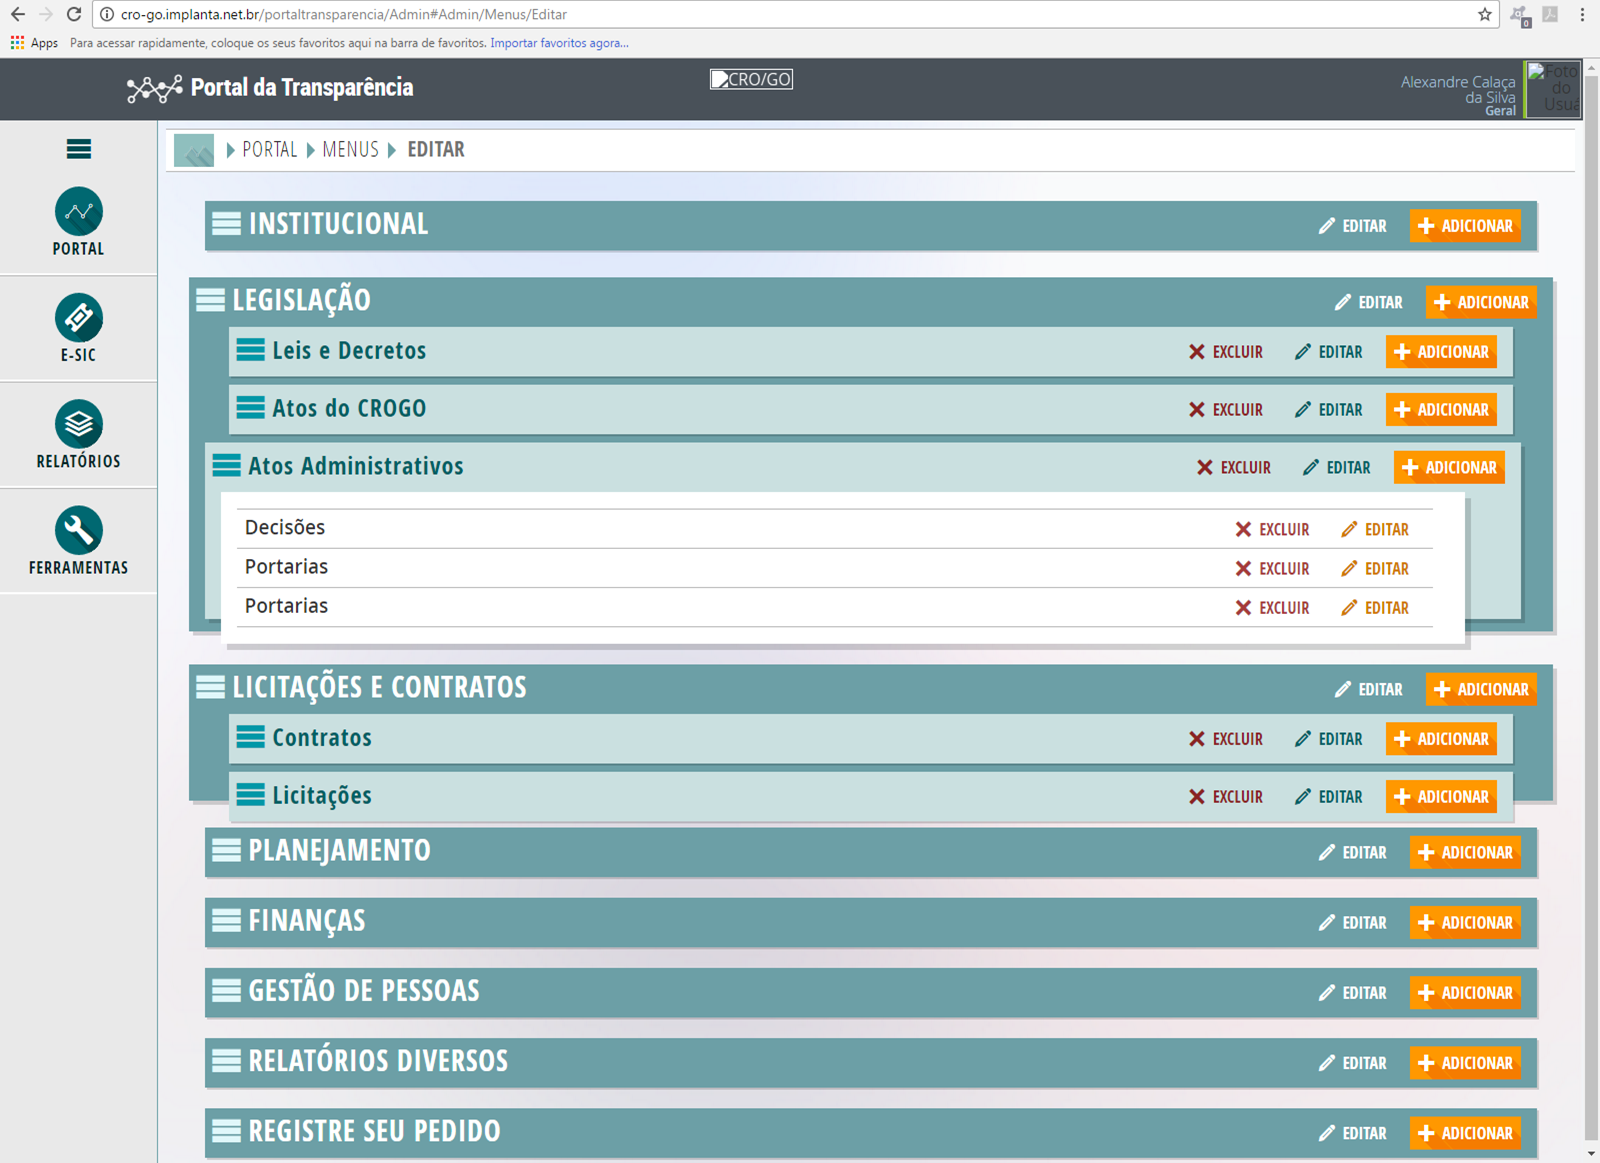 cro-go.implanta.net.br/portaltransparencia/Admin#Admin/Menus/Editar
0
Apps Para acessar rapidamente, coloque os seus favoritos aqui na barra de favoritos. Importar favoritos agora...
Portal da Transparência
CRO/GO
Alexandre Calaça
da Silva
Geral
Foto
do
Usuá
PORTAL MENUS EDITAR
PORTAL
E-SIC
RELATÓRIOS
FERRAMENTAS
INSTITUCIONAL EDITAR ADICIONAR
LEGISLAÇÃO EDITAR ADICIONAR
Leis e Decretos EXCLUIR EDITAR ADICIONAR
Atos do CROGO EXCLUIR EDITAR ADICIONAR
Atos Administrativos EXCLUIR EDITAR ADICIONAR
Decisões EXCLUIR EDITAR
Portarias EXCLUIR EDITAR
Portarias EXCLUIR EDITAR
LICITAÇÕES E CONTRATOS EDITAR ADICIONAR
Contratos EXCLUIR EDITAR ADICIONAR
Licitações EXCLUIR EDITAR ADICIONAR
PLANEJAMENTO EDITAR ADICIONAR
FINANÇAS EDITAR ADICIONAR
GESTÃO DE PESSOAS EDITAR ADICIONAR
RELATÓRIOS DIVERSOS EDITAR ADICIONAR
REGISTRE SEU PEDIDO EDITAR ADICIONAR